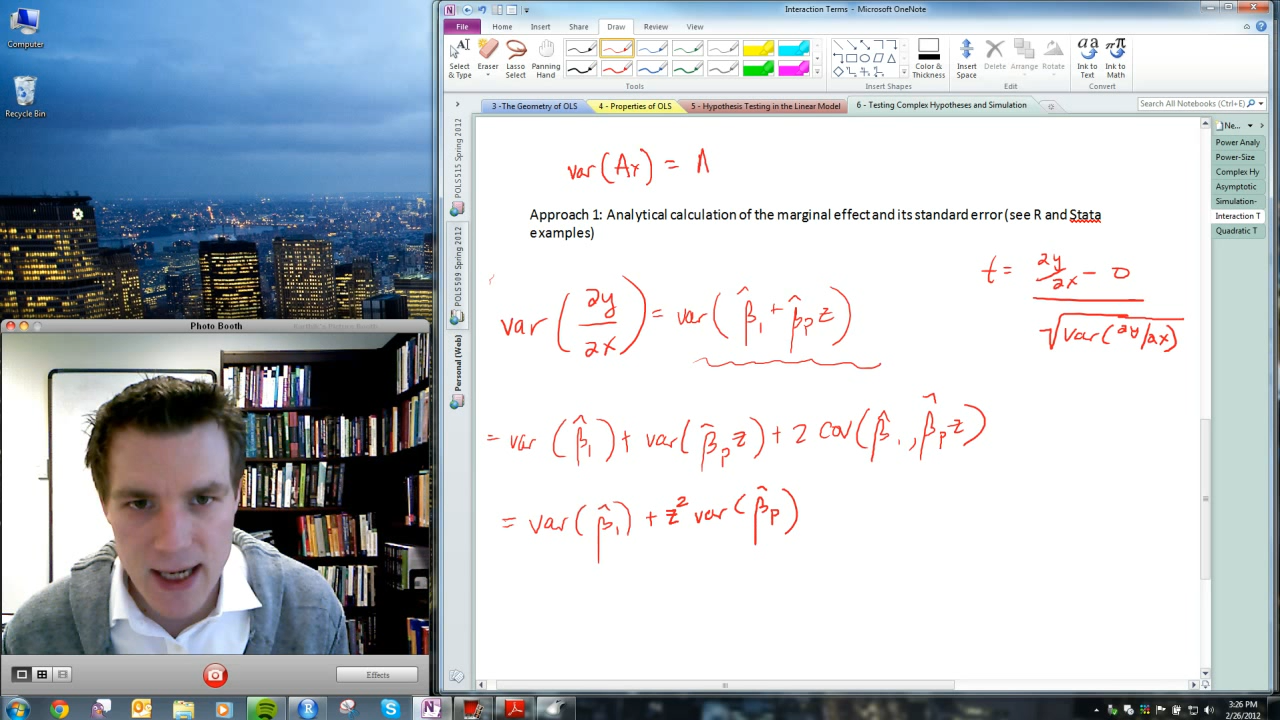 Computer
Recycle Bin
Interaction Terms - Microsoft OneNote
File Home Insert Share Draw Review View
Select & Type
Eraser
Lasso Select
Panning Hand
Color & Thickness
Insert Space
Delete
Arrange
Rotate
Ink to Text
Ink to Math
Tools
Insert Shapes
Edit
Convert
3 -The Geometry of OLS
4 - Properties of OLS
5 - Hypothesis Testing in the Linear Model
6 - Testing Complex Hypotheses and Simulation
Search All Notebooks (Ctrl+E)
POLS515 Spring 2012
POLS 509 Spring 2012
Personal (Web)
Ne...
Power Analy
Power-Size
Complex Hy
Asymptotic
Simulation-
Interaction T
Quadratic T
var(Ax) = A
Approach 1: Analytical calculation of the marginal effect and its standard error (see R and Stata
examples)
t = ∂y/∂x - 0 / √var(∂y/∂x)
var(∂y/∂x) = var(β̂₁ + β̂ₚz)
= var(β̂₁) + var(β̂ₚz) + 2 cov(β̂₁, β̂ₚz)
= var(β̂₁) + z² var(β̂ₚ)
Photo Booth
Effects
3:26 PM
2/26/2012